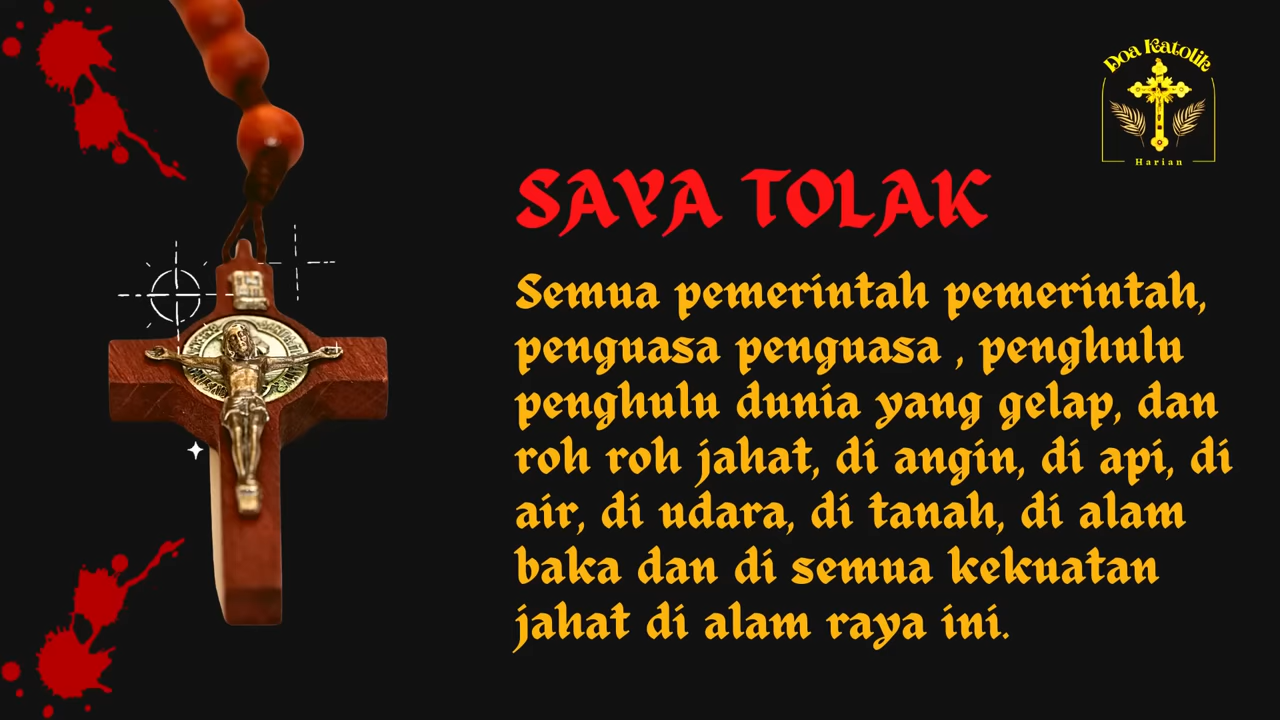 Doa Katolik
Harian
SAYA TOLAK
Semua pemerintah pemerintah,
penguasa penguasa , penghulu
penghulu dunia yang gelap, dan
roh roh jahat, di angin, di api, di
air, di udara, di tanah, di alam
baka dan di semua kekuatan
jahat di alam raya ini.